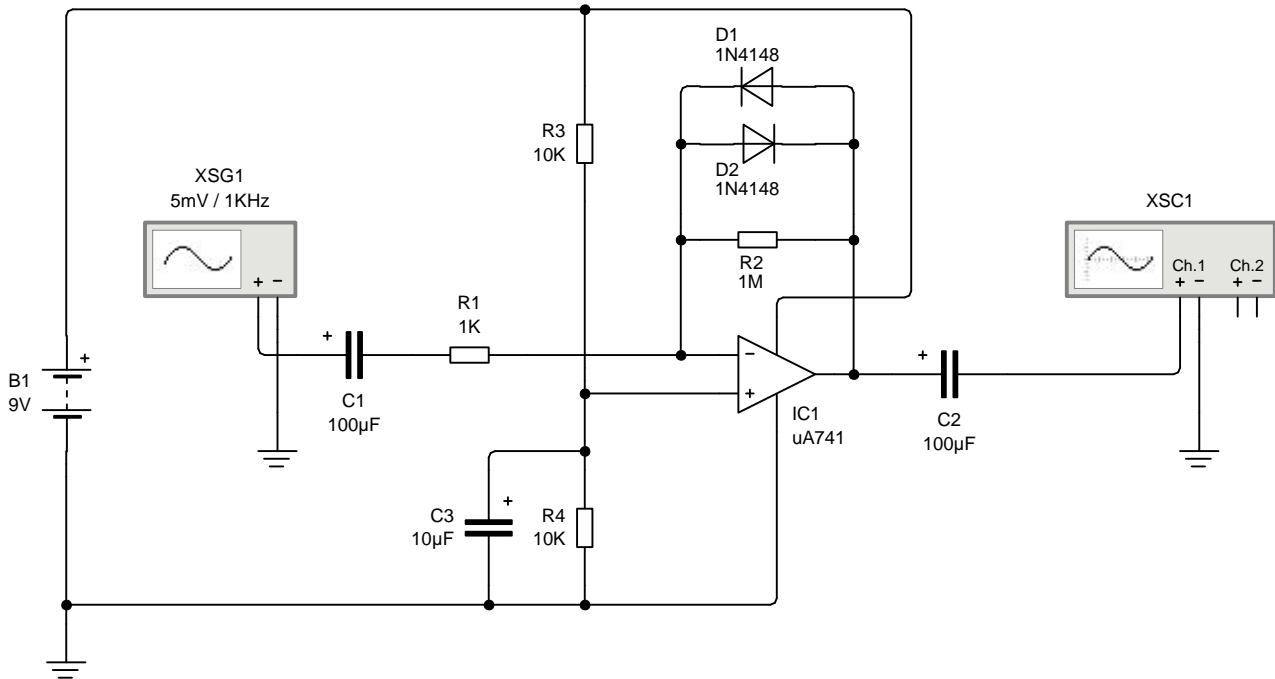 D1
1N4148
R3
10K
D2
1N4148
XSG1
5mV / 1KHz
+ −
XSC1
Ch.1
+ −
Ch.2
+ −
R2
1M
R1
1K
+
C1
100µF
+
B1
9V
−
+
IC1
uA741
+
C2
100µF
C3
10µF
+
R4
10K